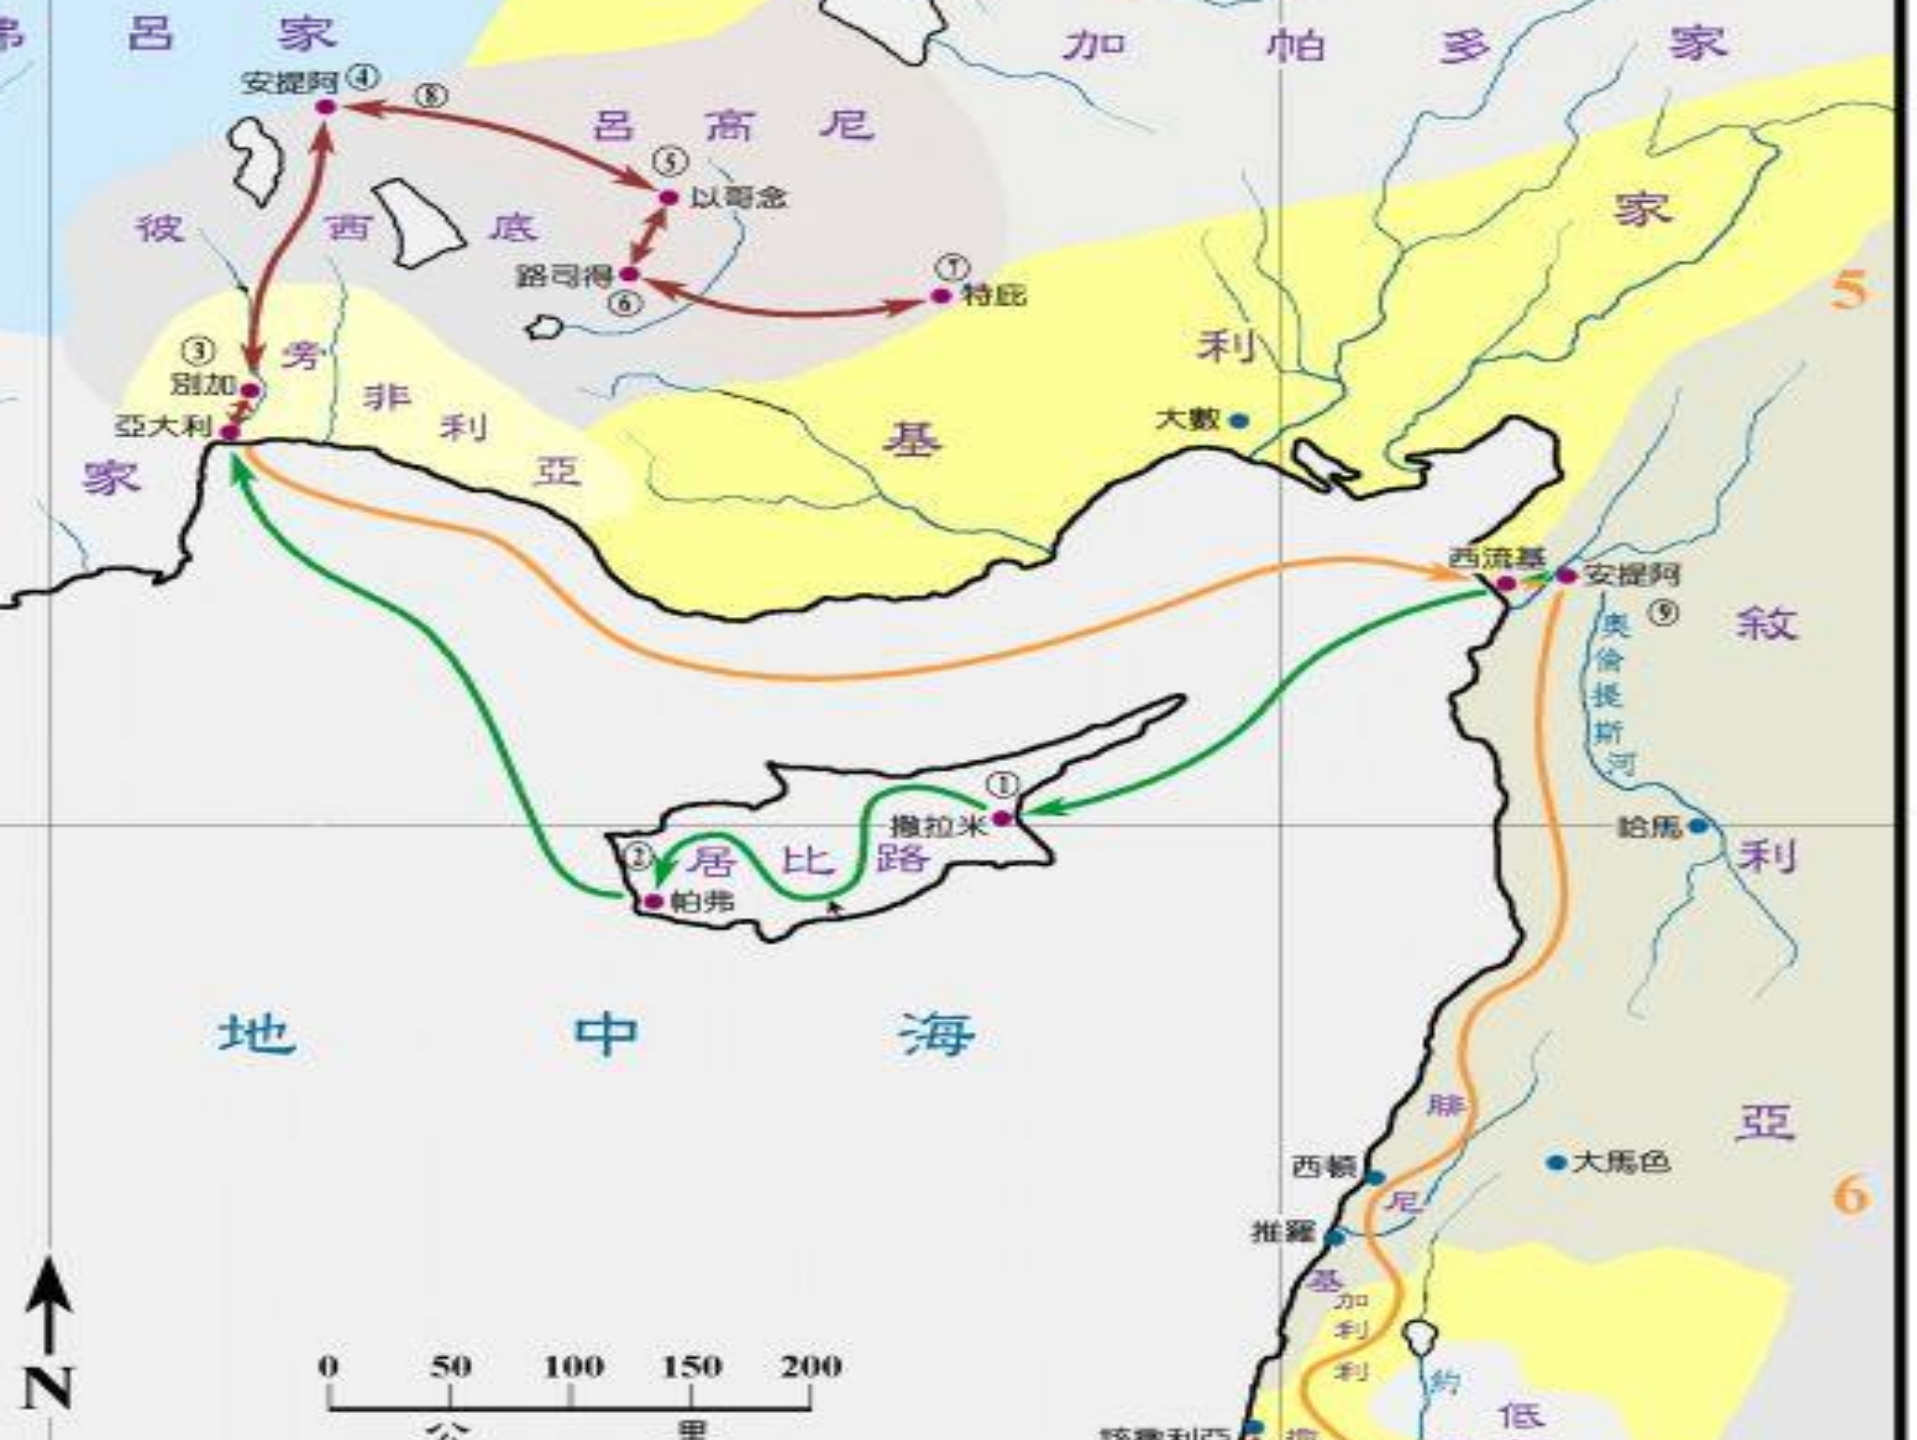 弗 呂 家
加 帕 多 家
安提阿 ④
⑧
呂 高 尼
⑤
以哥念
彼 西 底
家
路司得
⑥
⑦
特庇
5
③
別加
旁 非 利 亞
利
亞大利
大數
基
家
西流基
安提阿
⑨
奧倫提斯河
敘
①
撒拉米
哈馬
②
居 比 路
利
帕弗
地 中 海
腓
亞
西頓
大馬色
尼
6
推羅
基
加
利
利
N
0 50 100 150 200
公 里
約
低
該撒利亞
撒